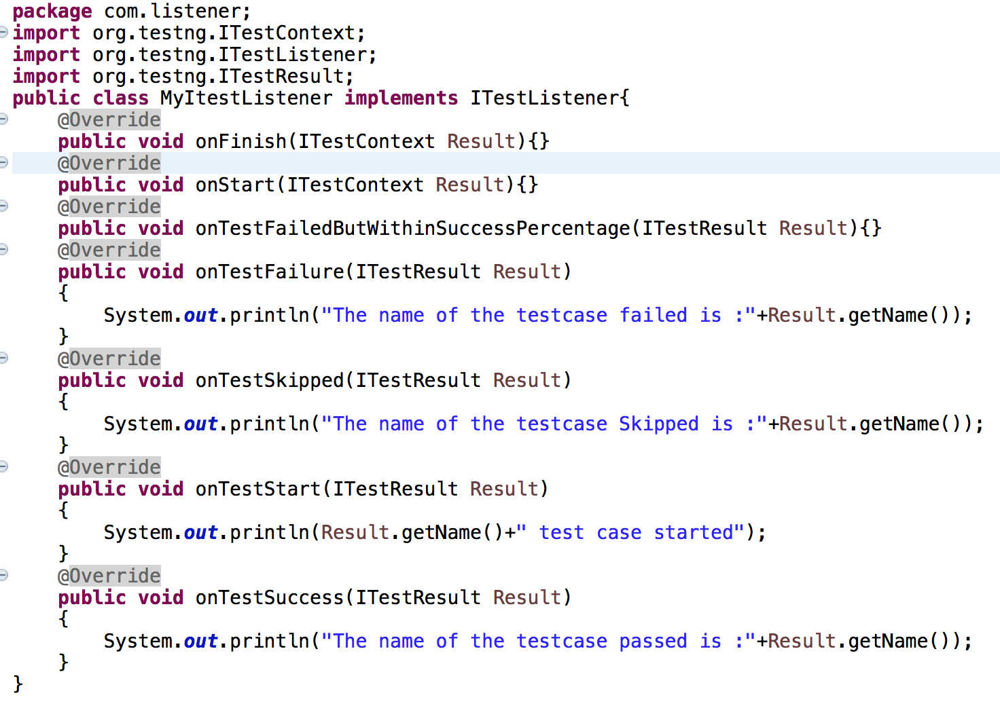 package com.listener;
import org.testng.ITestContext;
import org.testng.ITestListener;
import org.testng.ITestResult;
public class MyItestListener implements ITestListener{
    @Override
    public void onFinish(ITestContext Result){}
    @Override
    public void onStart(ITestContext Result){}
    @Override
    public void onTestFailedButWithinSuccessPercentage(ITestResult Result){}
    @Override
    public void onTestFailure(ITestResult Result)
    {
        System.out.println("The name of the testcase failed is :"+Result.getName());
    }
    @Override
    public void onTestSkipped(ITestResult Result)
    {
        System.out.println("The name of the testcase Skipped is :"+Result.getName());
    }
    @Override
    public void onTestStart(ITestResult Result)
    {
        System.out.println(Result.getName()+" test case started");
    }
    @Override
    public void onTestSuccess(ITestResult Result)
    {
        System.out.println("The name of the testcase passed is :"+Result.getName());
    }
}